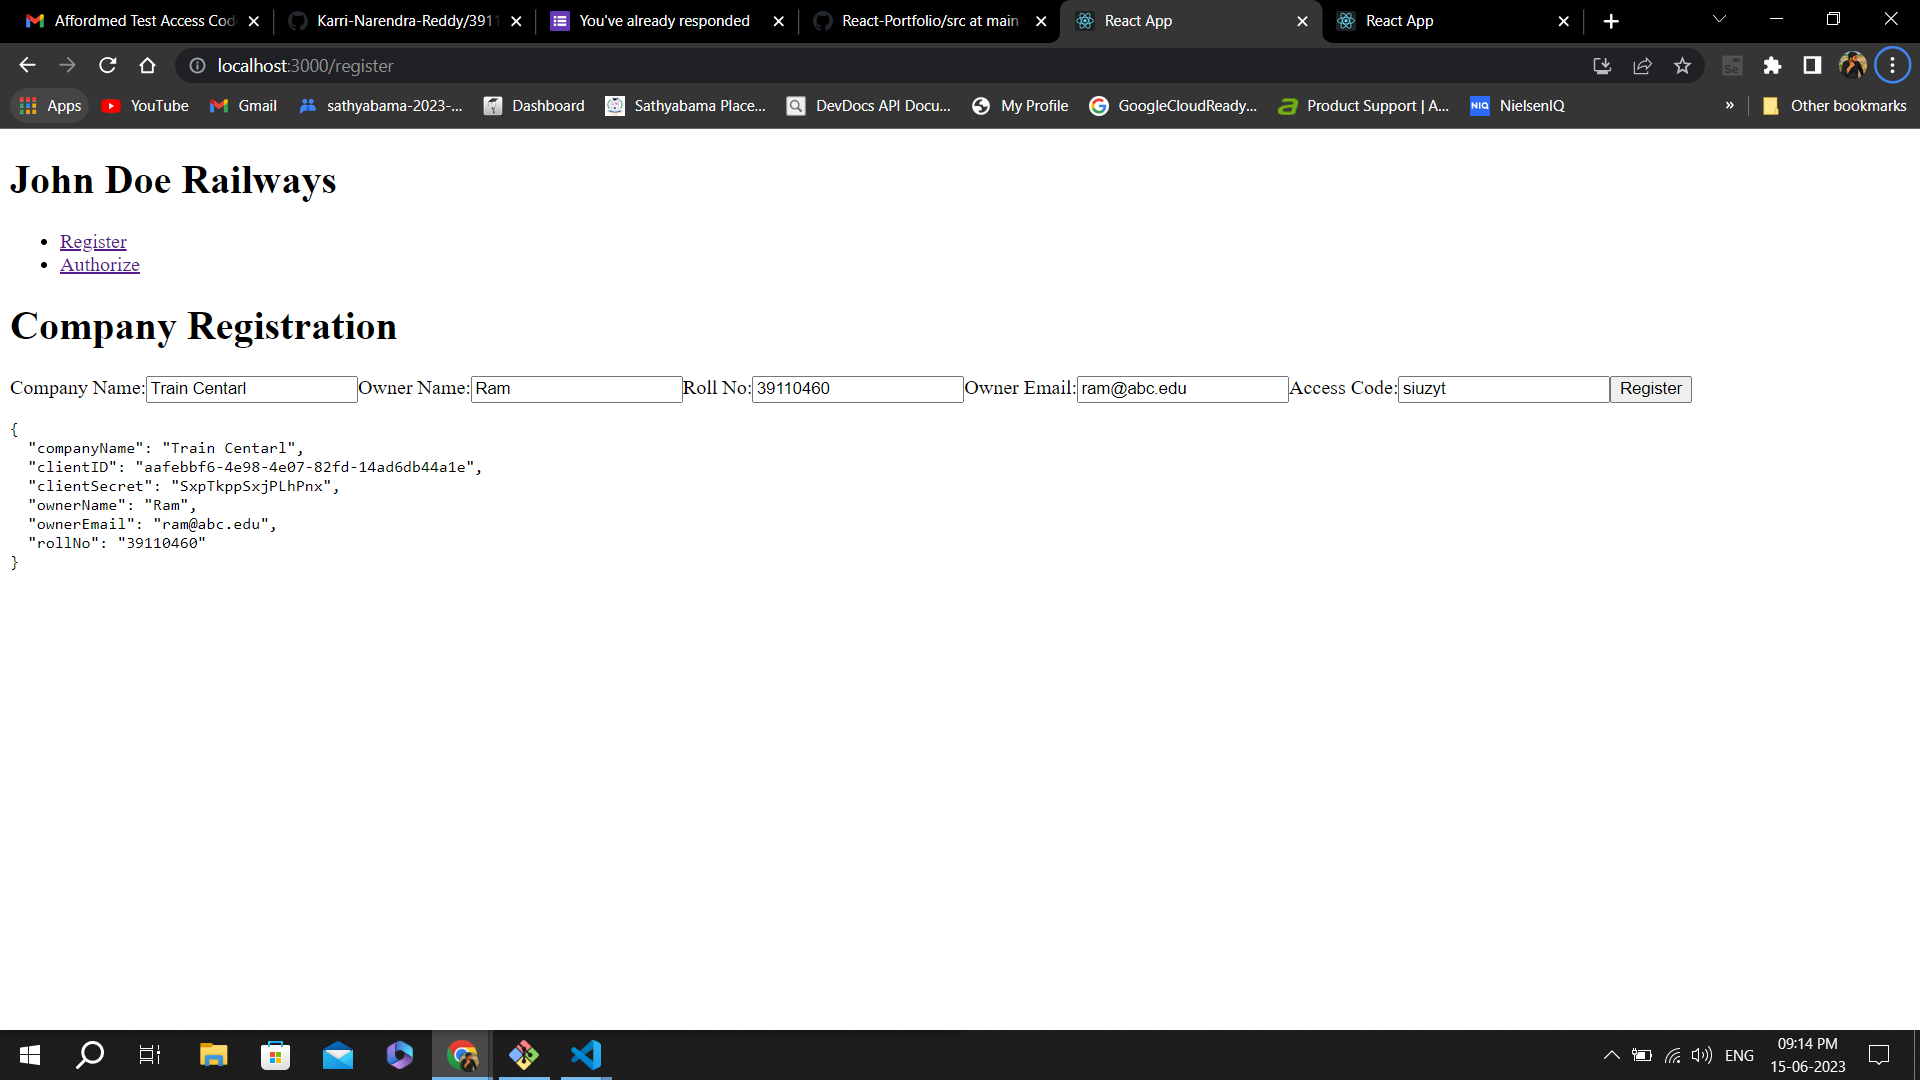 Affordmed Test Access Cod
Karri-Narendra-Reddy/3911
You've already responded
React-Portfolio/src at main
React App
React App
localhost:3000/register
Se
Apps
YouTube
Gmail
sathyabama-2023-...
Dashboard
Sathyabama Place...
DevDocs API Docu...
My Profile
GoogleCloudReady...
Product Support | A...
NIQ NielsenIQ
»
Other bookmarks
John Doe Railways
• Register
• Authorize
Company Registration
Company Name: Train Centarl Owner Name: Ram Roll No: 39110460 Owner Email: ram@abc.edu Access Code: siuzyt Register
{
"companyName": "Train Centarl",
"clientID": "aafebbf6-4e98-4e07-82fd-14ad6db44a1e",
"clientSecret": "SxpTkppSxjPLhPnx",
"ownerName": "Ram",
"ownerEmail": "ram@abc.edu",
"rollNo": "39110460"
}
ENG
09:14 PM
15-06-2023